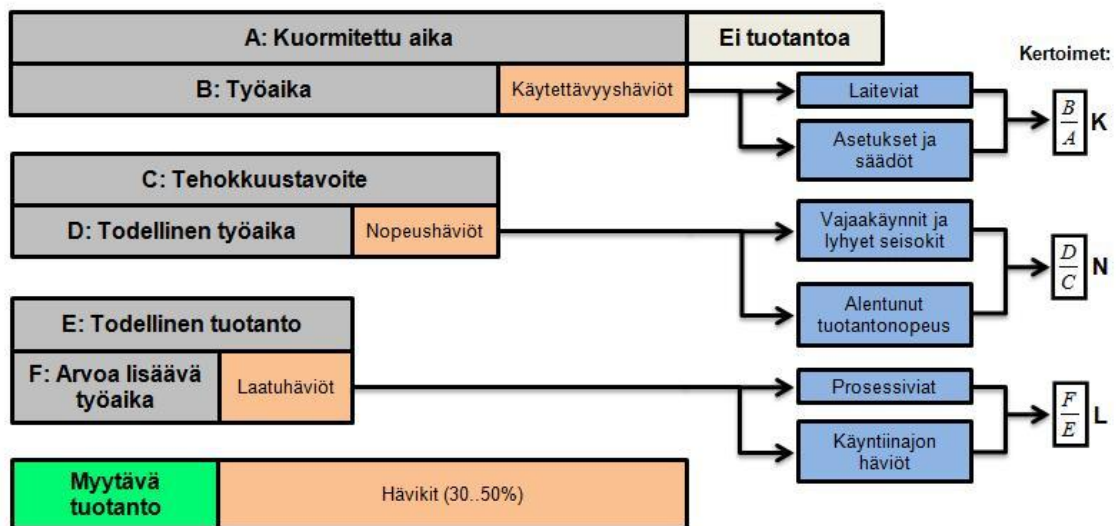 A: Kuormitettu aika
Ei tuotantoa
Kertoimet:
B: Työaika
Käytettävyyshäviöt
Laiteviat
Asetukset ja
säädöt
B
A
K
C: Tehokkuustavoite
D: Todellinen työaika
Nopeushäviöt
Vajaakäynnit ja
lyhyet seisokit
Alentunut
tuotantonopeus
D
C
N
E: Todellinen tuotanto
F: Arvoa lisäävä
työaika
Laatuhäviöt
Prosessiviat
Käyntiinajon
häviöt
F
E
L
Myytävä
tuotanto
Hävikit (30..50%)